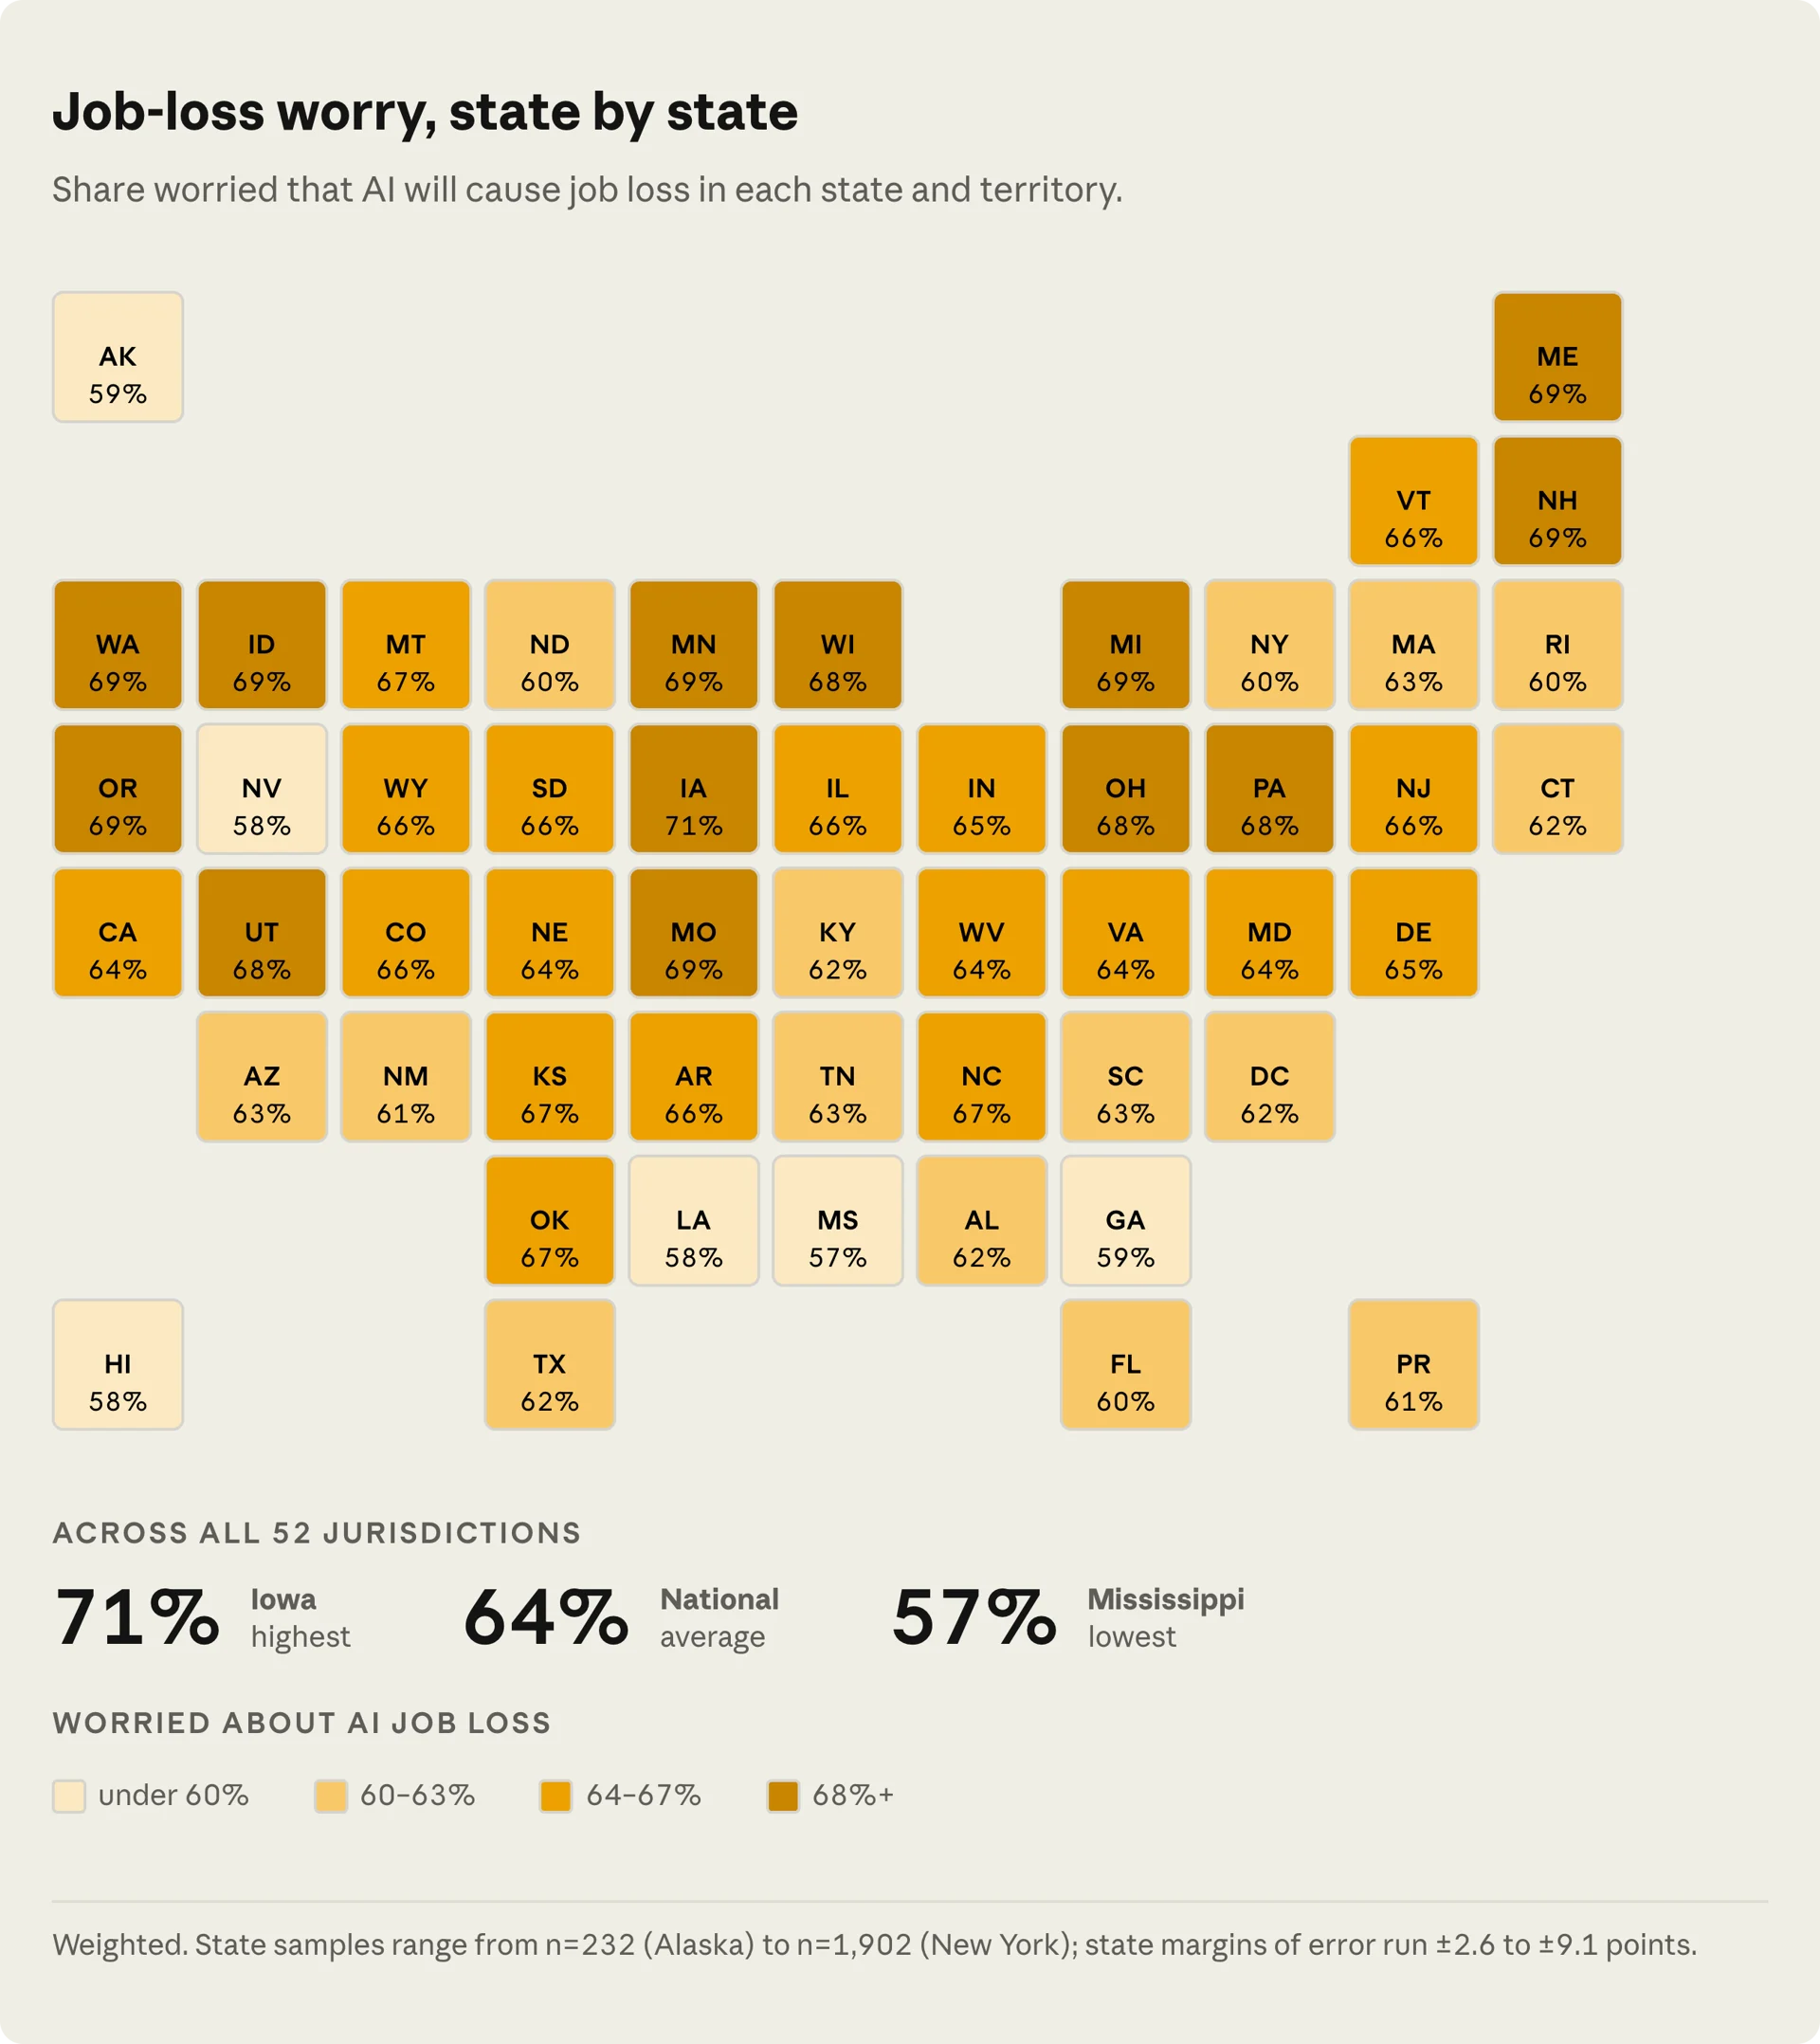 Job-loss worry, state by state
Share worried that AI will cause job loss in each state and territory.
AK ME
59% 69%
VT NH
66% 69%
WA ID MT ND MN WI MI NY MA RI
69% 69% 67% 60% 69% 68% 69% 60% 63% 60%
OR NV WY SD IA IL IN OH PA NJ CT
69% 58% 66% 66% 71% 66% 65% 68% 68% 66% 62%
CA UT CO NE MO KY WV VA MD DE
64% 68% 66% 64% 69% 62% 64% 64% 64% 65%
AZ NM KS AR TN NC SC DC
63% 61% 67% 66% 63% 67% 63% 62%
OK LA MS AL GA
67% 58% 57% 62% 59%
HI TX FL PR
58% 62% 60% 61%
ACROSS ALL 52 JURISDICTIONS
71% Iowa highest 64% National average 57% Mississippi lowest
WORRIED ABOUT AI JOB LOSS
under 60% 60–63% 64–67% 68%+
Weighted. State samples range from n=232 (Alaska) to n=1,902 (New York); state margins of error run ±2.6 to ±9.1 points.